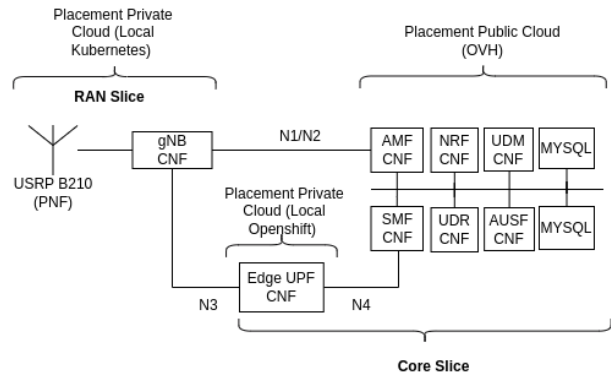 Placement Private
Cloud (Local
Kubernetes)
Placement Public Cloud
(OVH)
RAN Slice
gNB
CNF
N1/N2
AMF
CNF
NRF
CNF
UDM
CNF
MYSQL
USRP B210
(PNF)
Placement Private
Cloud (Local
Openshift)
SMF
CNF
UDR
CNF
AUSF
CNF
MYSQL
Edge UPF
CNF
N3
N4
Core Slice